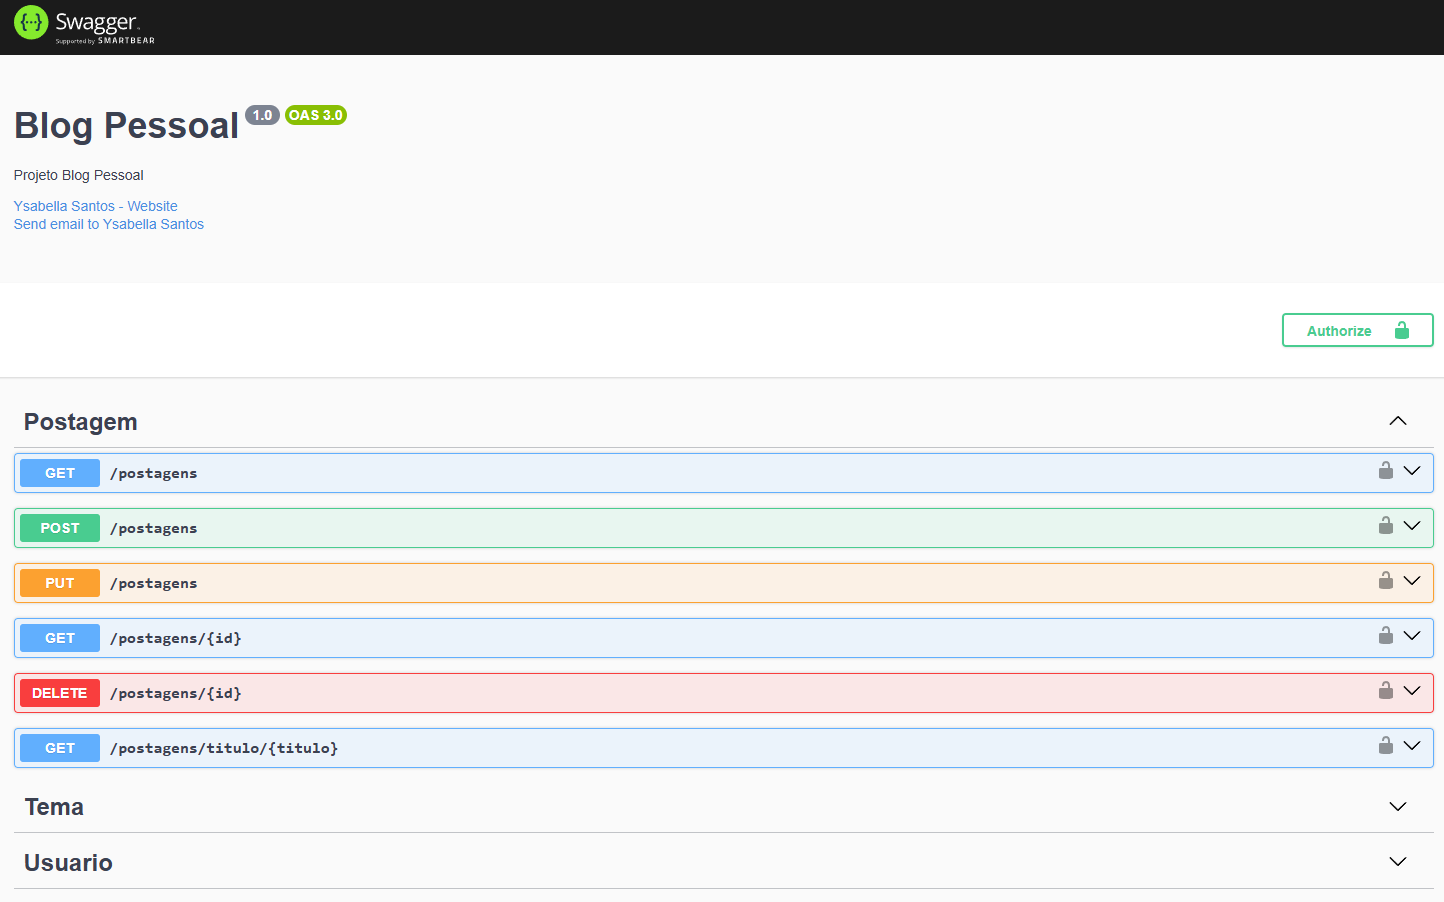 Swagger.
Supported by SMARTBEAR
Blog Pessoal 1.0 OAS 3.0
Projeto Blog Pessoal
Ysabella Santos - Website
Send email to Ysabella Santos
Authorize
Postagem
GET /postagens
POST /postagens
PUT /postagens
GET /postagens/{id}
DELETE /postagens/{id}
GET /postagens/titulo/{titulo}
Tema
Usuario